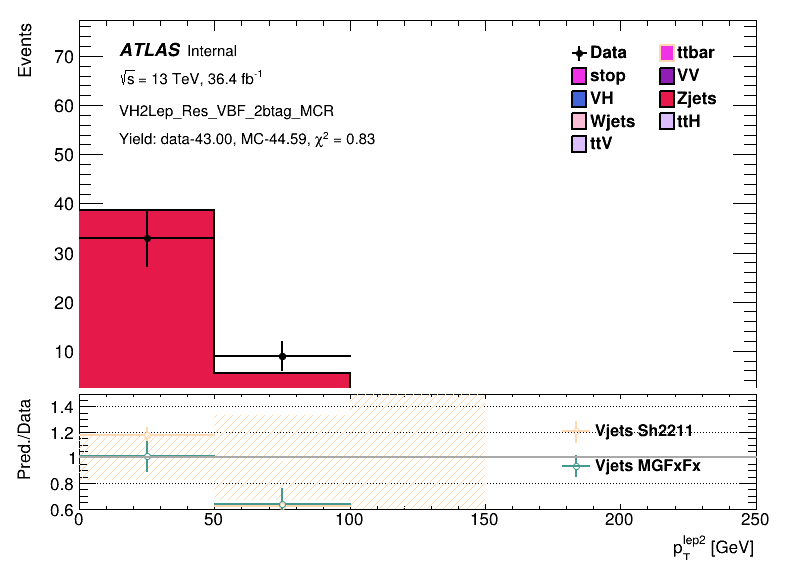 Events
70
60
50
40
30
20
10
ATLAS Internal
√s = 13 TeV, 36.4 fb⁻¹
VH2Lep_Res_VBF_2btag_MCR
Yield: data-43.00, MC-44.59, χ² = 0.83
Data
ttbar
stop
VV
VH
Zjets
Wjets
ttH
ttV
Pred./Data
1.4
1.2
1
0.8
0.6
Vjets Sh2211
Vjets MGFxFx
0 50 100 150 200 250
p_T^lep2 [GeV]